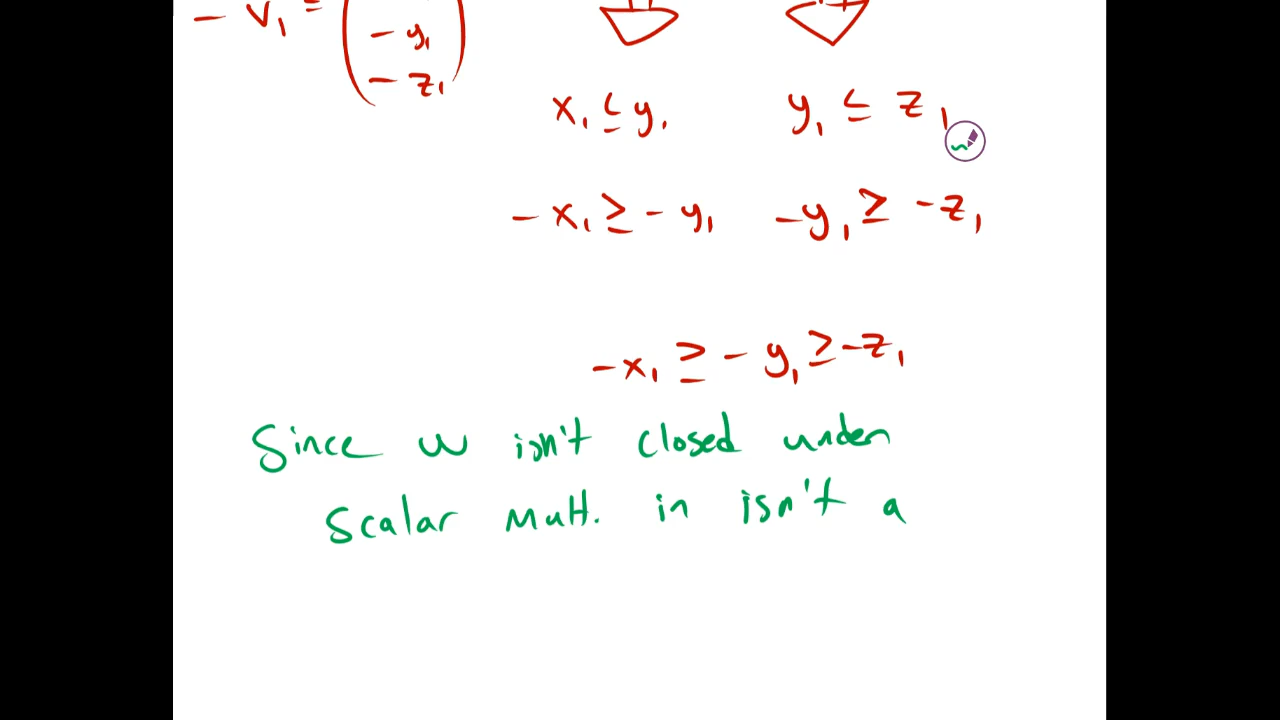 - v₁ =
- y₁
- z₁
x₁ ≤ y₁ y₁ ≤ z₁
- x₁ ≥ - y₁ - y₁ ≥ - z₁
- x₁ ≥ - y₁ ≥ - z₁
Since w isn't closed under
Scalar Mult. in isn't a